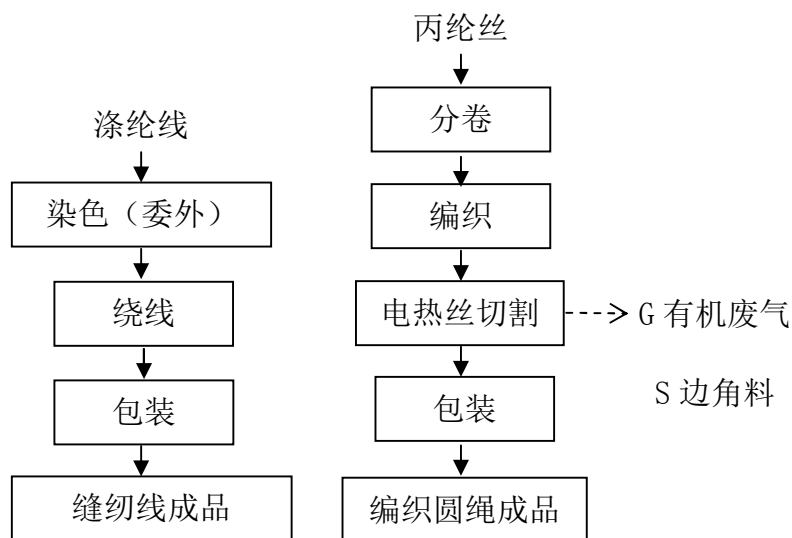 涤纶线
染色（委外）
绕线
包装
缝纫线成品
丙纶丝
分卷
编织
电热丝切割
G 有机废气
S 边角料
包装
编织圆绳成品